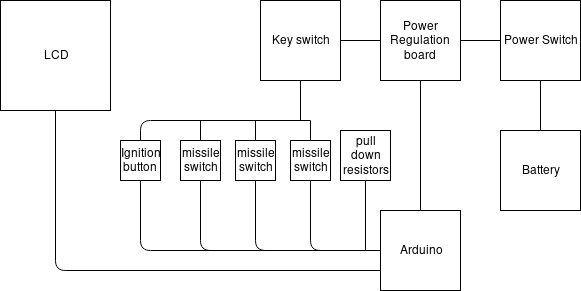 LCD
Key switch
Power
Regulation
board
Power Switch
Ignition
button
missile
switch
missile
switch
missile
switch
pull
down
resistors
Battery
Arduino